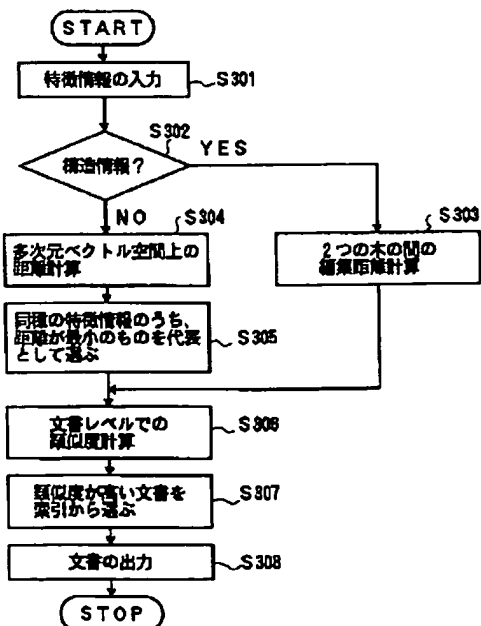 START
特徴情報の入力
S301
S302
構造情報?
YES
NO
S304
S303
多次元ベクトル空間上の
距離計算
2つの木の間の
編集距離計算
同種の特徴情報のうち、
距離が最小のものを代表
として選ぶ
S305
文書レベルでの
類似度計算
S306
類似度が高い文書を
索引から選ぶ
S307
文書の出力
S308
STOP